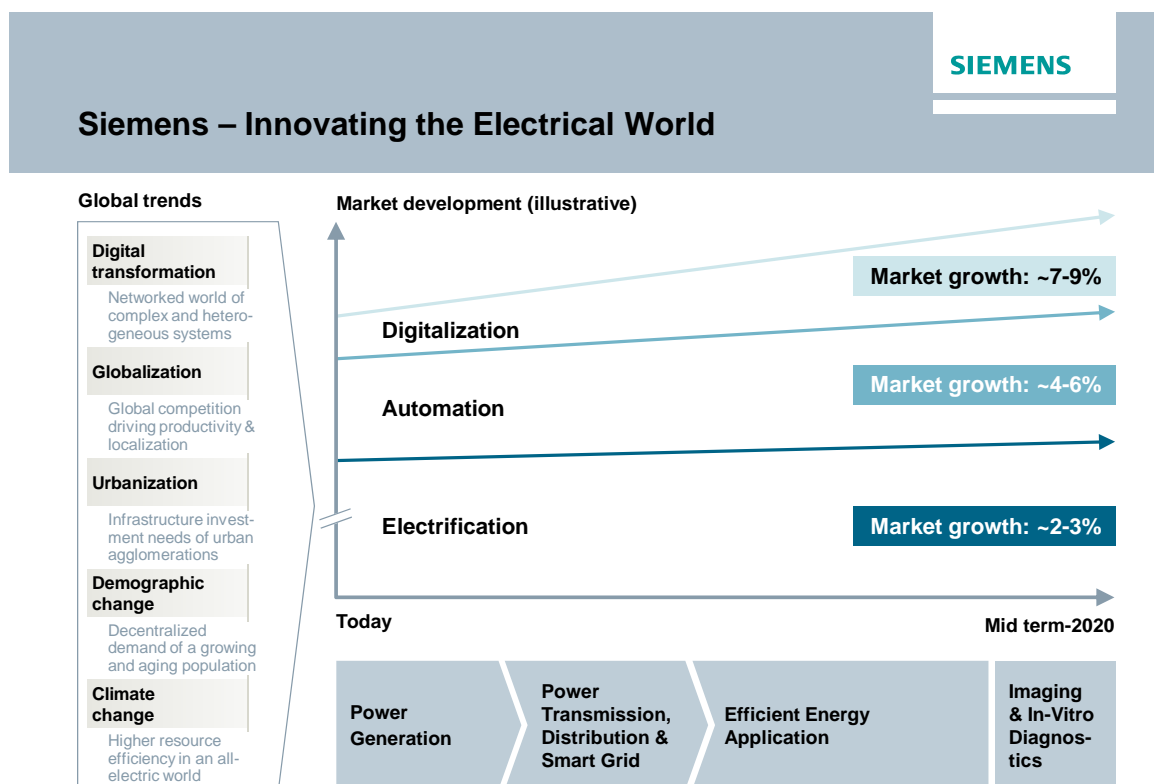 SIEMENS
Siemens – Innovating the Electrical World
Global trends
Digital
transformation
Networked world of
complex and hetero-
geneous systems
Globalization
Global competition
driving productivity &
localization
Urbanization
Infrastructure invest-
ment needs of urban
agglomerations
Demographic
change
Decentralized
demand of a growing
and aging population
Climate
change
Higher resource
efficiency in an all-
electric world
Market development (illustrative)
Market growth: ~7-9%
Digitalization
Market growth: ~4-6%
Automation
Electrification
Market growth: ~2-3%
Today
Mid term-2020
Power
Generation
Power
Transmission,
Distribution &
Smart Grid
Efficient Energy
Application
Imaging
& In-Vitro
Diagnos-
tics